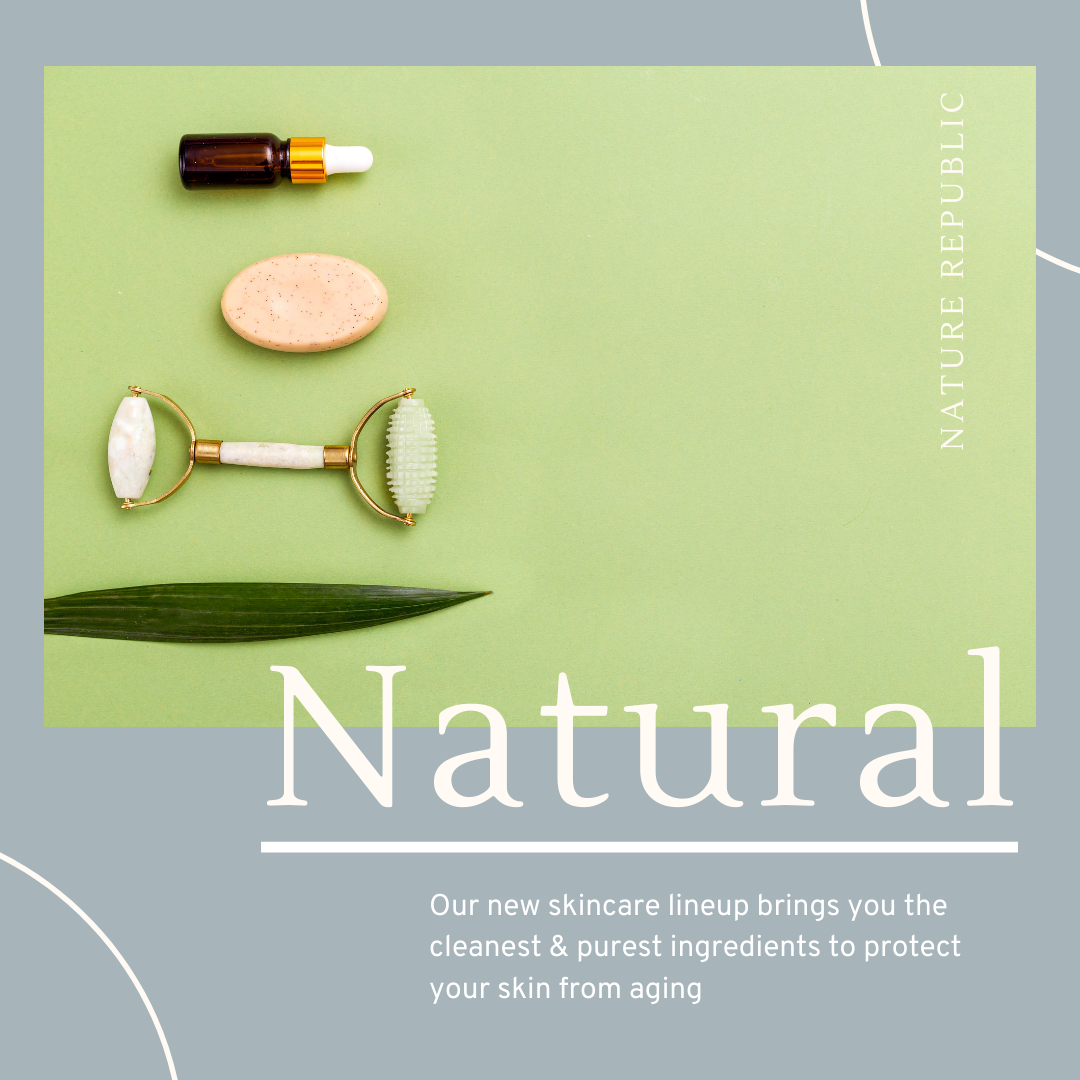 NATURE REPUBLIC
Natural
Our new skincare lineup brings you the
cleanest & purest ingredients to protect
your skin from aging